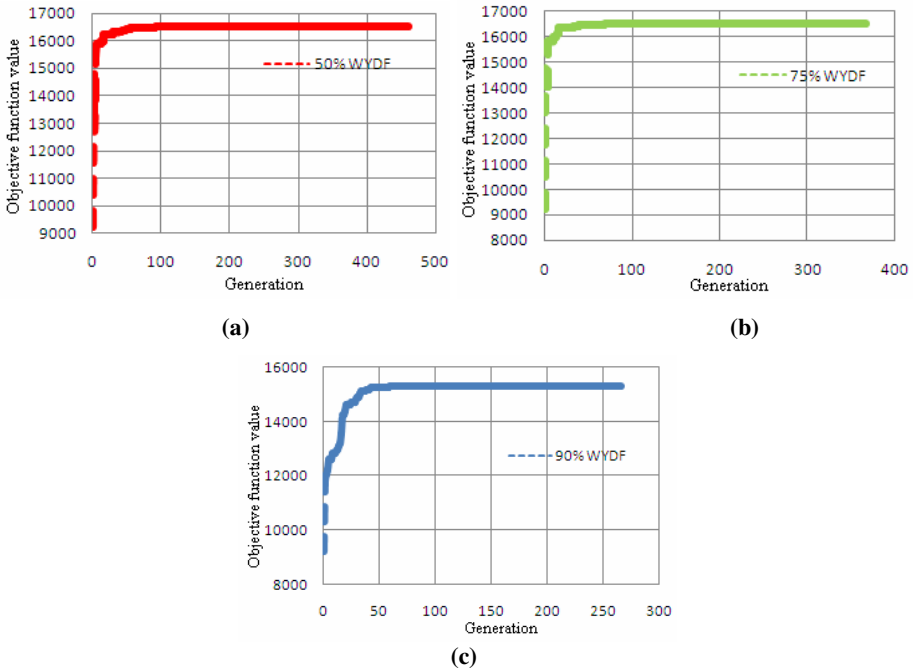 17000
16000
15000
14000
13000
12000
11000
10000
9000
Objective function value
50% WYDF
0 100 200 300 400 500
Generation
(a)
17000
16000
15000
14000
13000
12000
11000
10000
9000
8000
Objective function value
75% WYDF
0 100 200 300 400
Generation
(b)
16000
14000
12000
10000
8000
Objective function value
90% WYDF
0 50 100 150 200 250 300
Generation
(c)